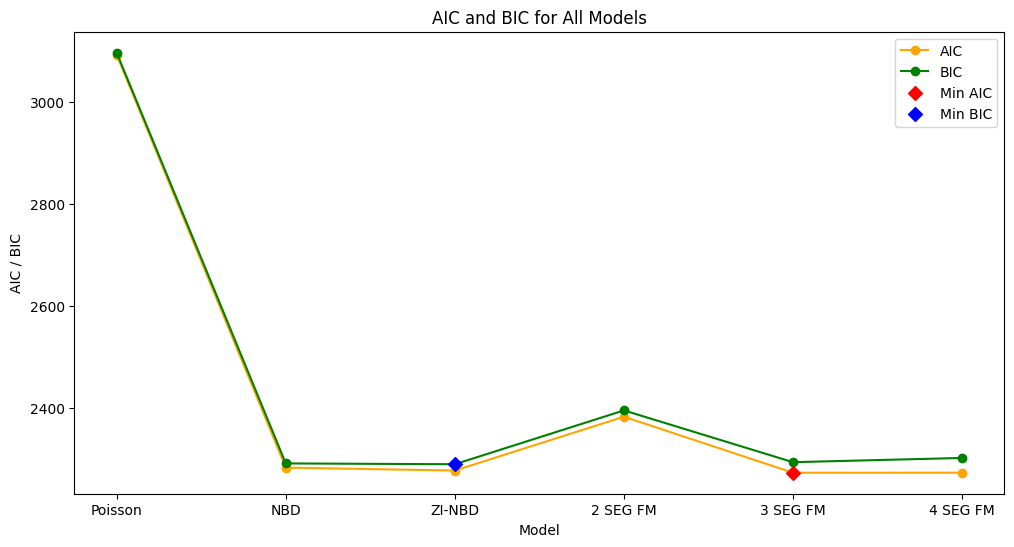 AIC and BIC for All Models
AIC
BIC
Min AIC
Min BIC
3000
2800
2600
2400
AIC / BIC
Poisson
NBD
ZI-NBD
2 SEG FM
3 SEG FM
4 SEG FM
Model